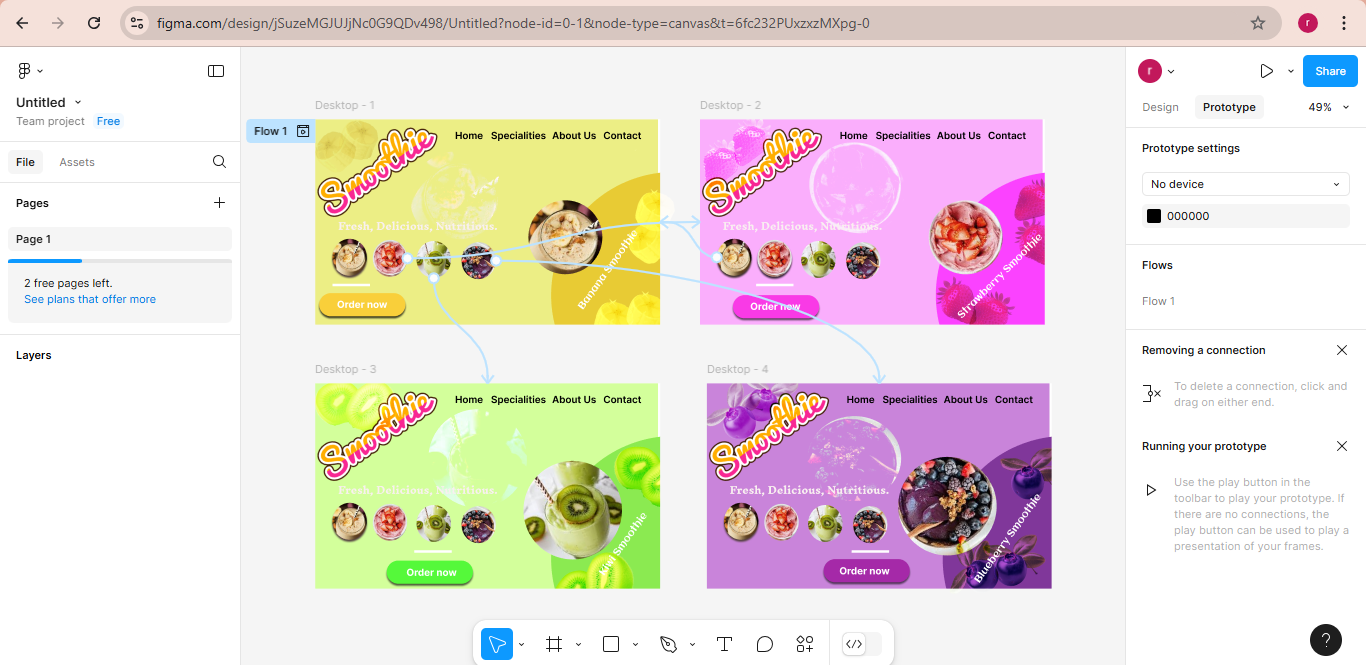 figma.com/design/jSuzeMGJUJjNc0G9QDv498/Untitled?node-id=0-1&node-type=canvas&t=6fc232PUxzxzMXpg-0
r
Untitled
Team project Free
File Assets
Pages
Page 1
2 free pages left.
See plans that offer more
Layers
Desktop - 1
Flow 1
Smoothie
Home Specialities About Us Contact
Fresh, Delicious, Nutritious.
Banana Smoothie
Order now
Desktop - 2
Smoothie
Home Specialities About Us Contact
Fresh, Delicious, Nutritious.
Strawberry Smoothie
Order now
Desktop - 3
Smoothie
Home Specialities About Us Contact
Fresh, Delicious, Nutritious.
Smoothie
Order now
Desktop - 4
Smoothie
Home Specialities About Us Contact
Fresh, Delicious, Nutritious.
Blueberry Smoothie
Order now
r
Share
Design Prototype 49%
Prototype settings
No device
000000
Flows
Flow 1
Removing a connection
To delete a connection, click and
drag on either end.
Running your prototype
Use the play button in the
toolbar to play your prototype. If
there are no connections, the
play button can be used to play a
presentation of your frames.
?